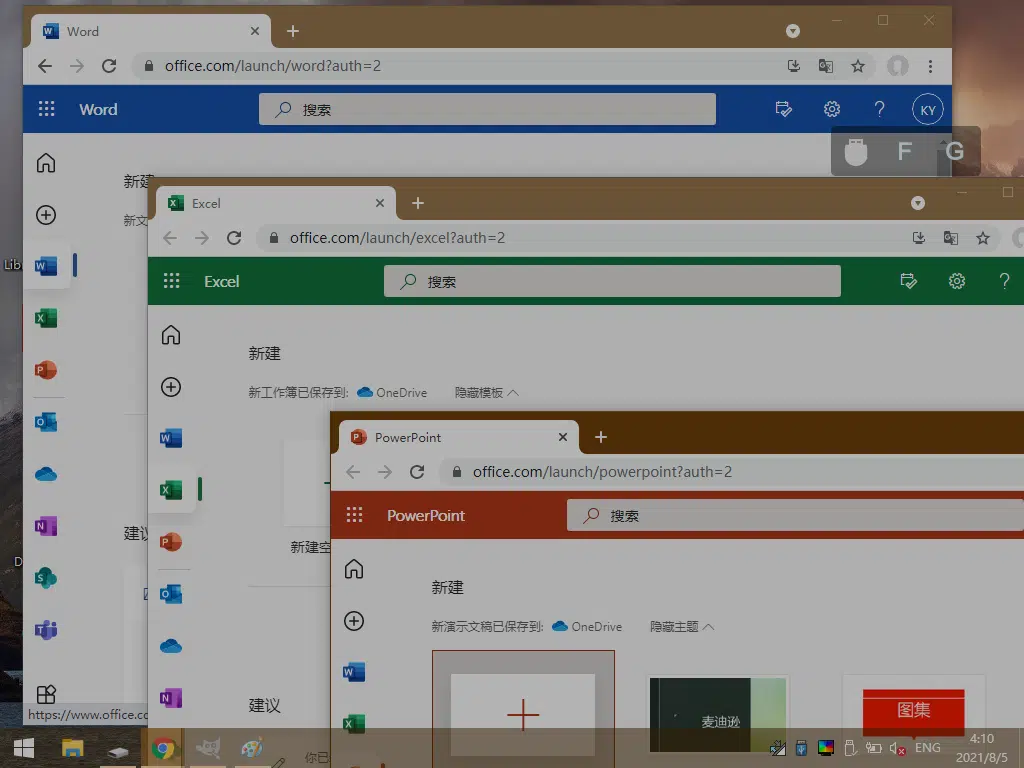 Word
office.com/launch/word?auth=2
Word
搜索
KY
F G
新建
新文
Lib
建议
https://www.office.co
Excel
office.com/launch/excel?auth=2
Excel
搜索
新建
新工作簿已保存到: OneDrive 隐藏模板
新建空
建议
你已
PowerPoint
office.com/launch/powerpoint?auth=2
PowerPoint
搜索
新建
新演示文稿已保存到: OneDrive 隐藏主题
麦迪逊
图集
D
ENG
4:10
2021/8/5